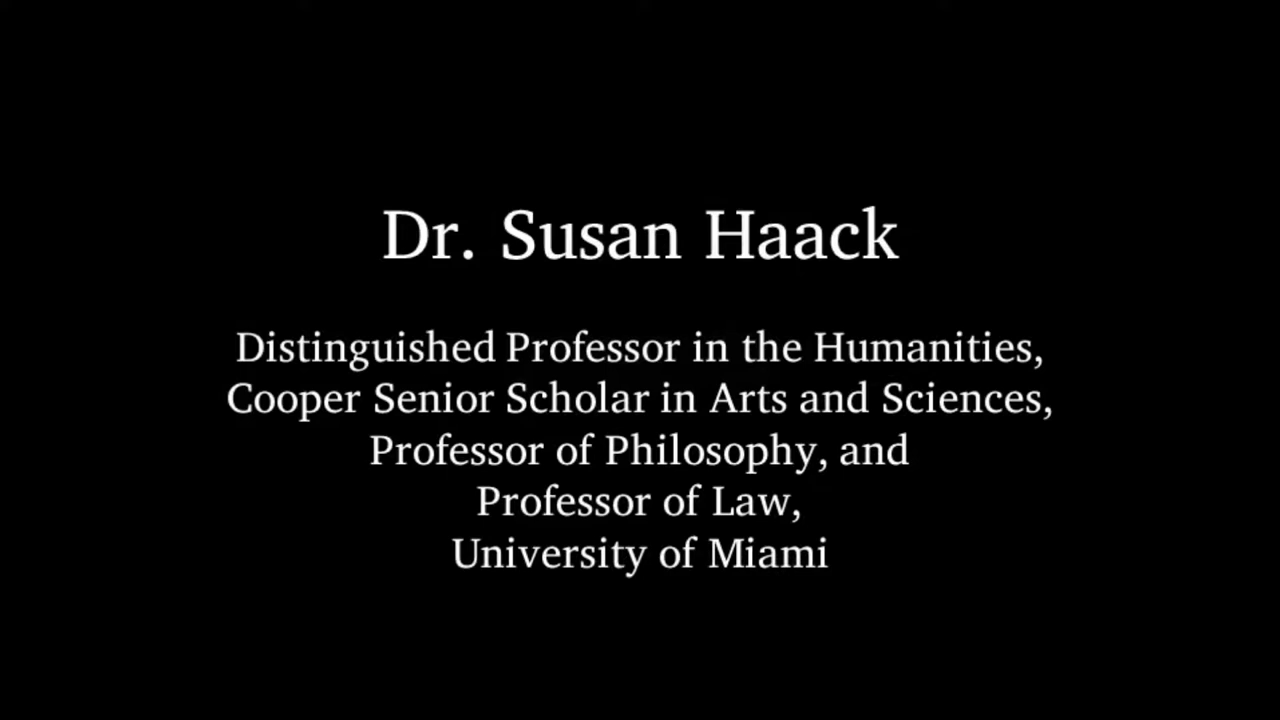 Dr. Susan Haack
Distinguished Professor in the Humanities,
Cooper Senior Scholar in Arts and Sciences,
Professor of Philosophy, and
Professor of Law,
University of Miami